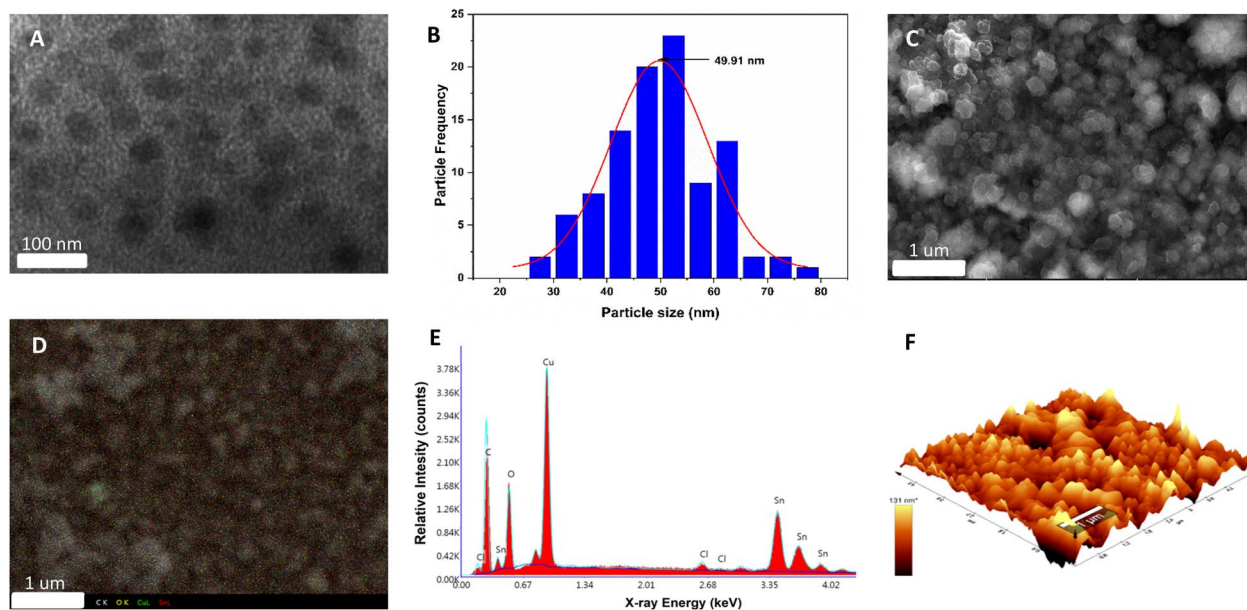 A
100 nm
B
25
20
15
10
5
0
Particle Frequency
49.91 nm
20 30 40 50 60 70 80
Particle size (nm)
C
1 um
D
1 um
C K O K CuL SnL
E
3.78K
3.36K
2.94K
2.52K
2.10K
1.68K
1.26K
0.84K
0.42K
0.00K
Relative Intesity (counts)
Cu
C
O
Cl
Sn
Cl
Cl
Sn
Sn
Sn
0.00 0.67 1.34 2.01 2.68 3.35 4.02
X-ray Energy (keV)
F
131 nm*
1 µm